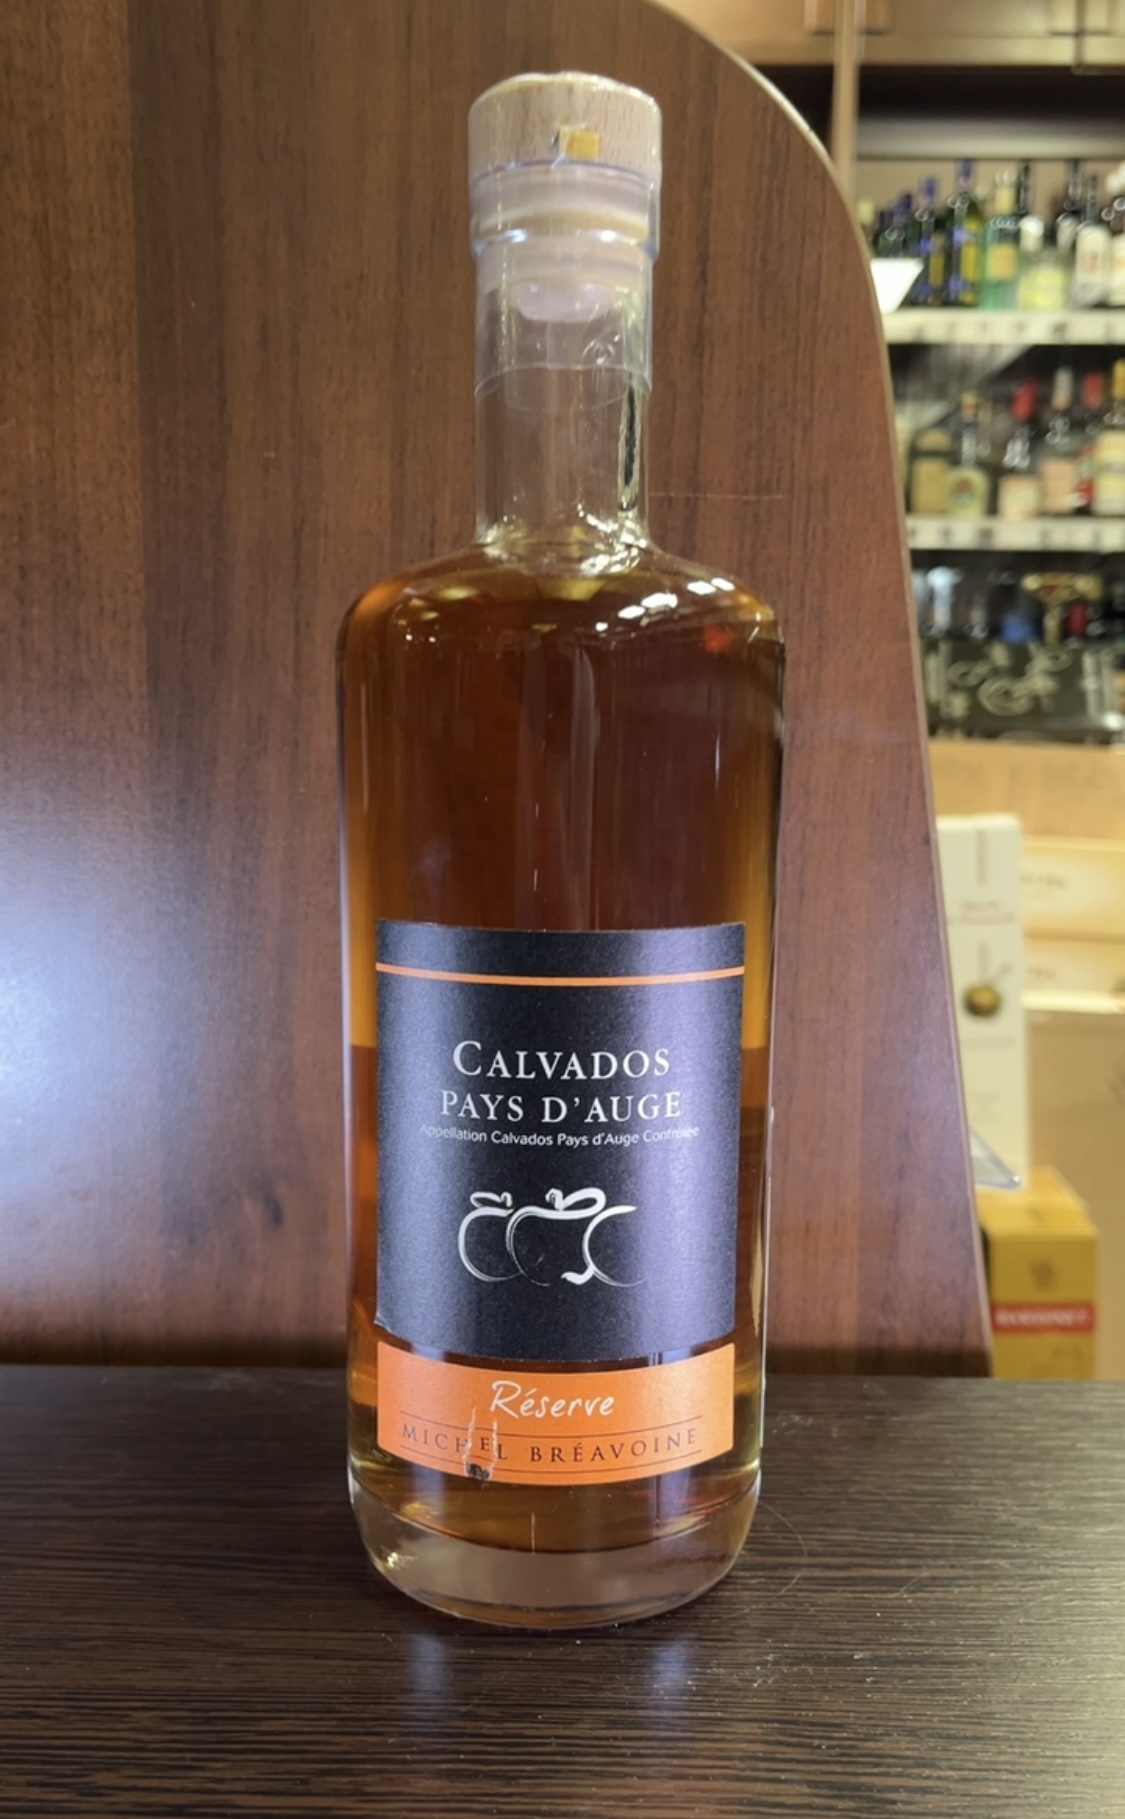 CALVADOS
PAYS D'AUGE
Appellation Calvados Pays d'Auge Contrôlée
Réserve
MICHEL BRÉAVOINE